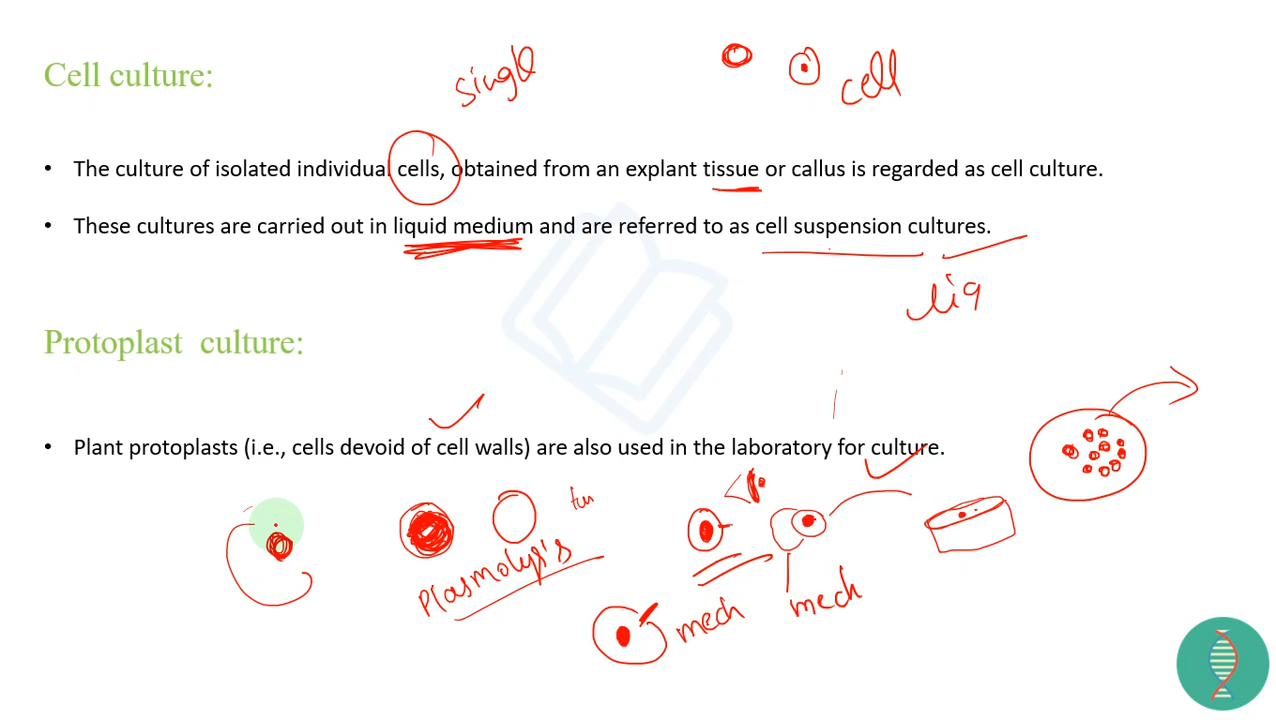 Cell culture:
single
cell
• The culture of isolated individual cells, obtained from an explant tissue or callus is regarded as cell culture.
• These cultures are carried out in liquid medium and are referred to as cell suspension cultures.
liq
Protoplast culture:
• Plant protoplasts (i.e., cells devoid of cell walls) are also used in the laboratory for culture.
Plasmolysis
mech
mech